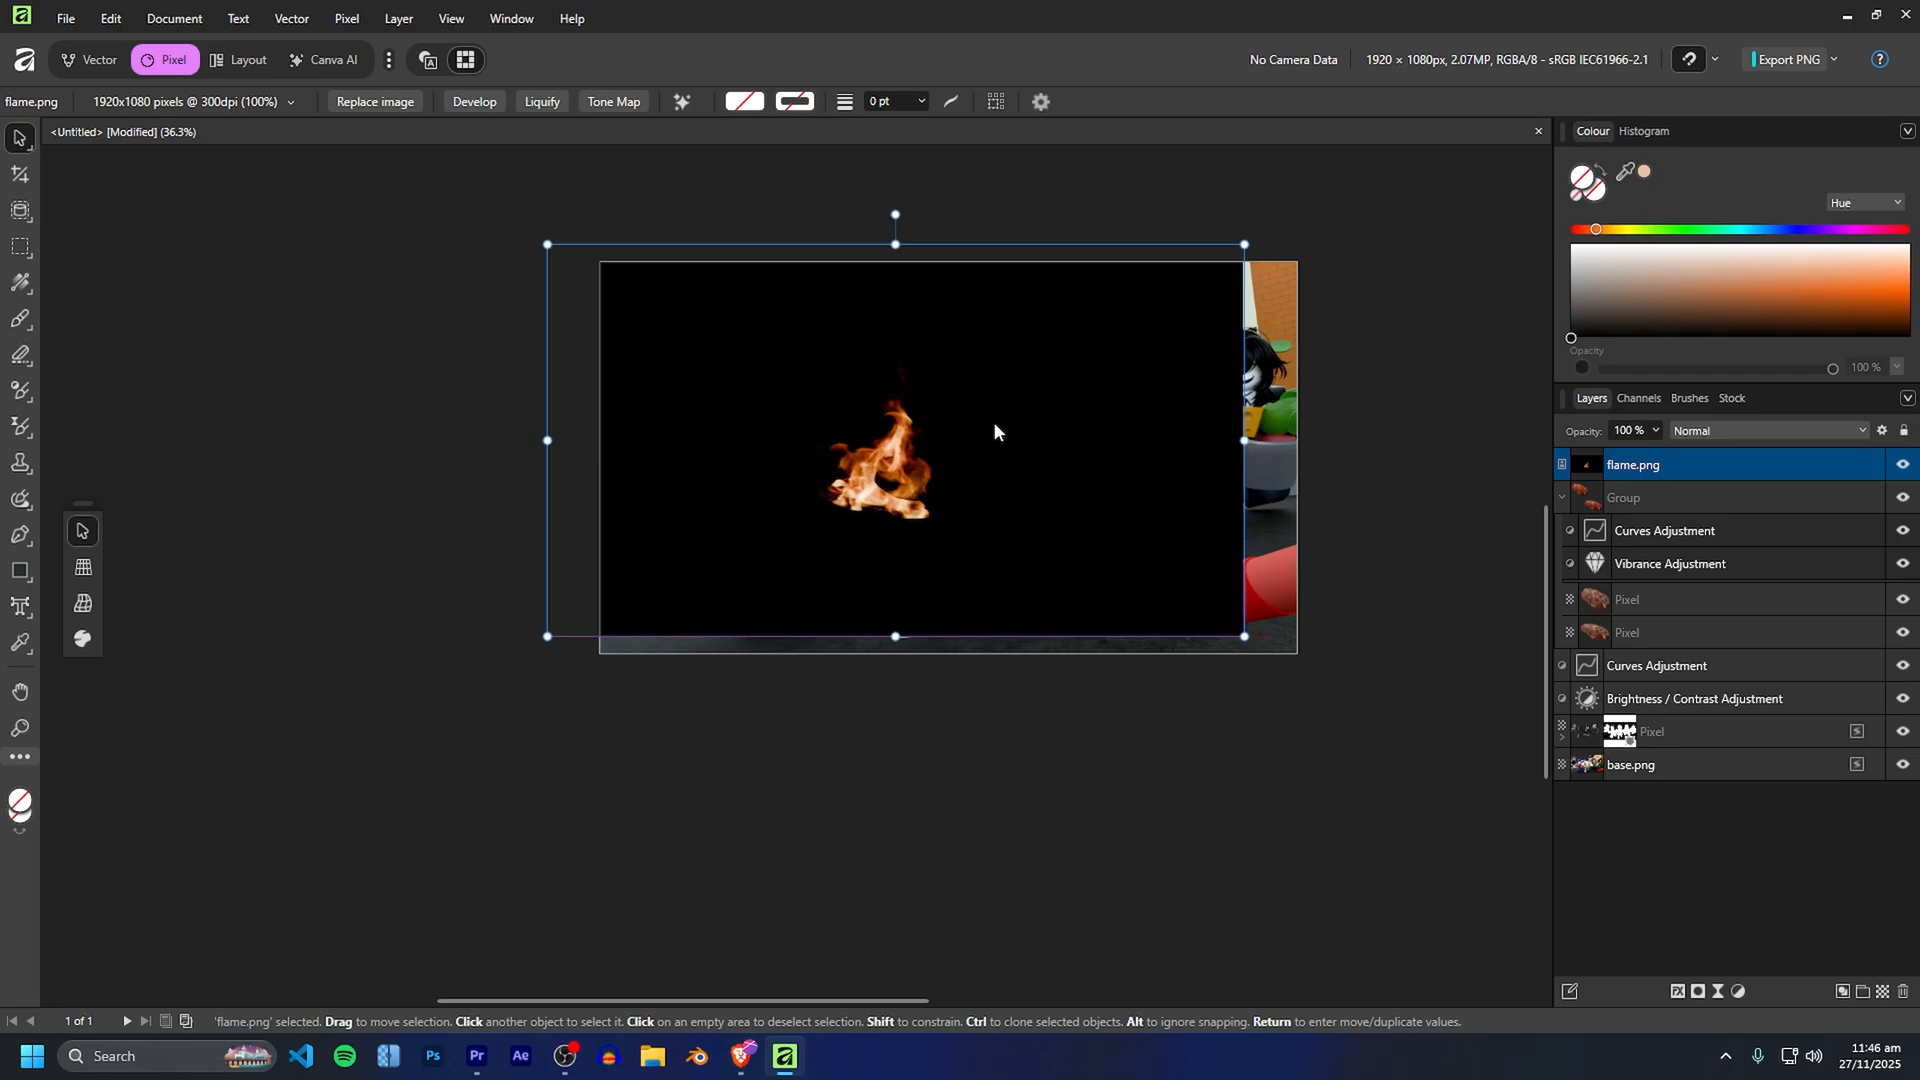 File Edit Document Text Vector Pixel Layer View Window Help
Vector Pixel Layout Canva AI No Camera Data 1920 × 1080px, 2.07MP, RGBA/8 - sRGB IEC61966-2.1 Export PNG
flame.png 1920x1080 pixels @ 300dpi (100%) Replace image Develop Liquify Tone Map 0 pt
<Untitled> [Modified] (36.3%)
Colour Histogram
Hue
Opacity
100 %
Layers Channels Brushes Stock
Opacity: 100 % Normal
flame.png
Group
Curves Adjustment
Vibrance Adjustment
Pixel
Pixel
Curves Adjustment
Brightness / Contrast Adjustment
Pixel
base.png
1 of 1 'flame.png' selected. Drag to move selection. Click another object to select it. Click on an empty area to deselect selection. Shift to constrain. Ctrl to clone selected objects. Alt to ignore snapping. Return to enter move/duplicate values.
Search Ps Pr Ae 11:46 am
27/11/2025